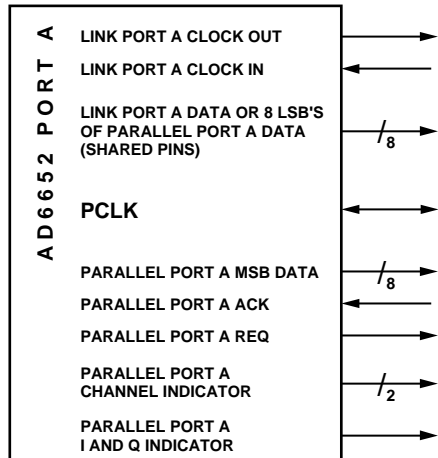 AD6652 PORT A
LINK PORT A CLOCK OUT
LINK PORT A CLOCK IN
LINK PORT A DATA OR 8 LSB'S
OF PARALLEL PORT A DATA
(SHARED PINS)
/8
PCLK
PARALLEL PORT A MSB DATA
/8
PARALLEL PORT A ACK
PARALLEL PORT A REQ
PARALLEL PORT A
CHANNEL INDICATOR
/2
PARALLEL PORT A
I AND Q INDICATOR